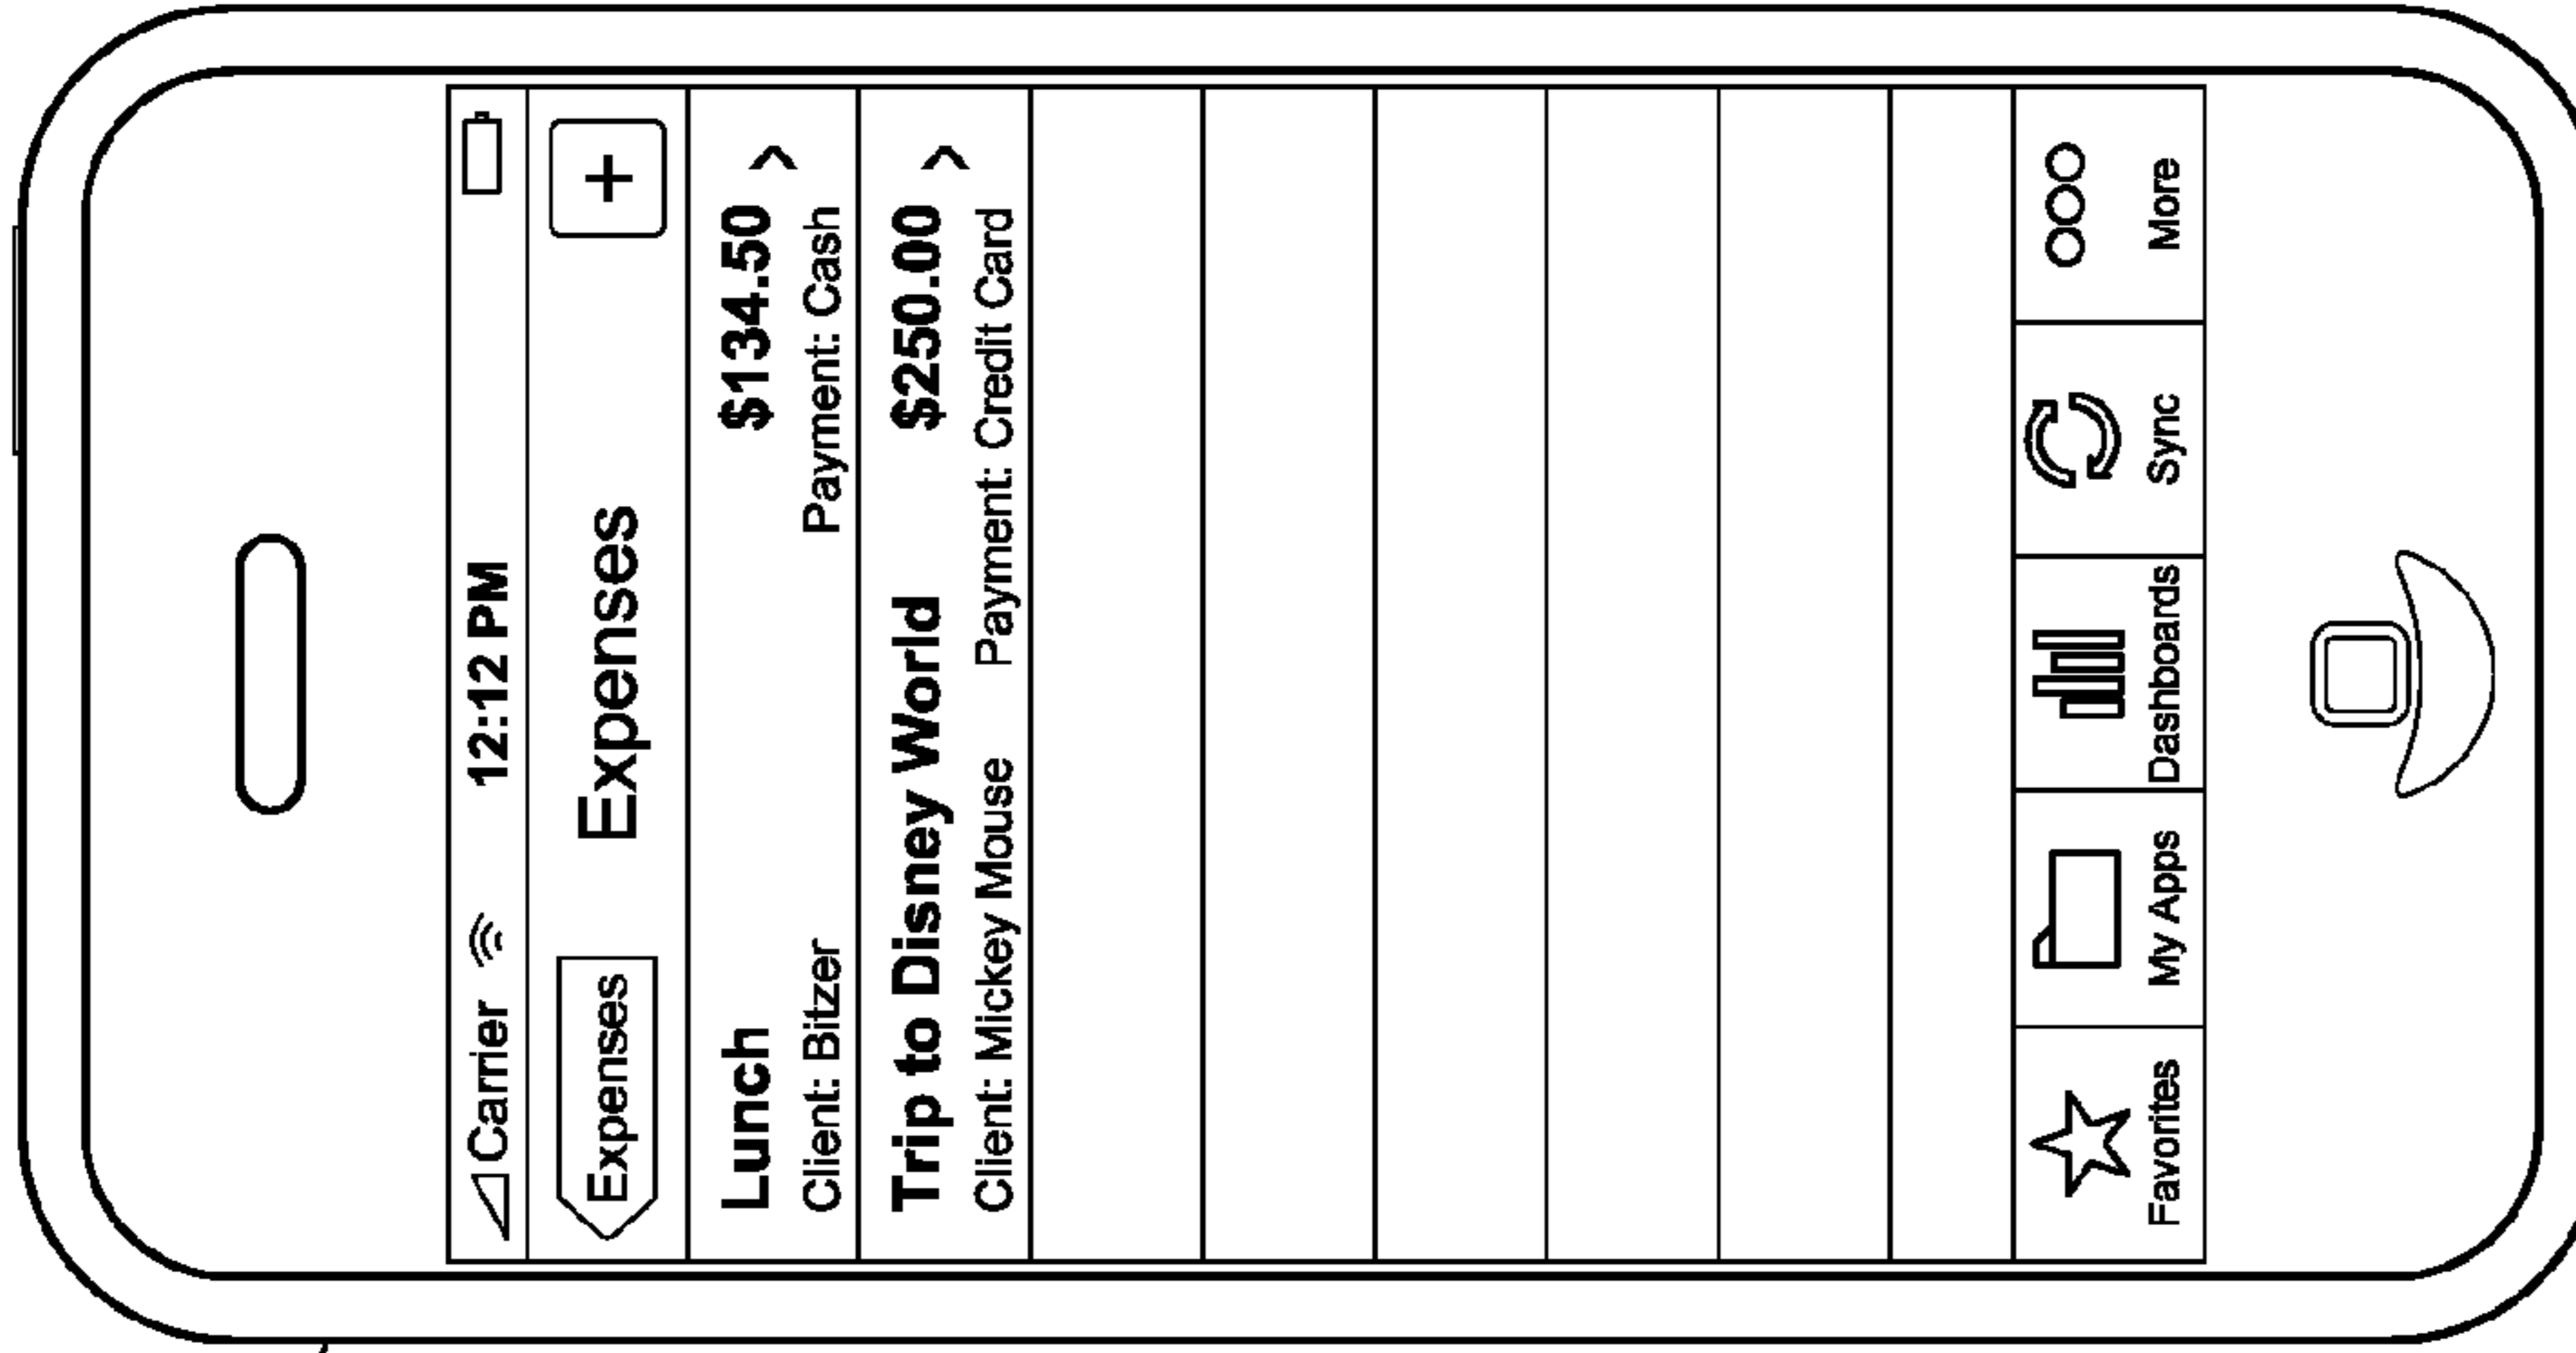 Carrier 12:12 PM
Expenses Expenses +
Lunch $134.50 >
Client: Bitzer Payment: Cash
Trip to Disney World $250.00 >
Client: Mickey Mouse Payment: Credit Card
Favorites My Apps Dashboards Sync More